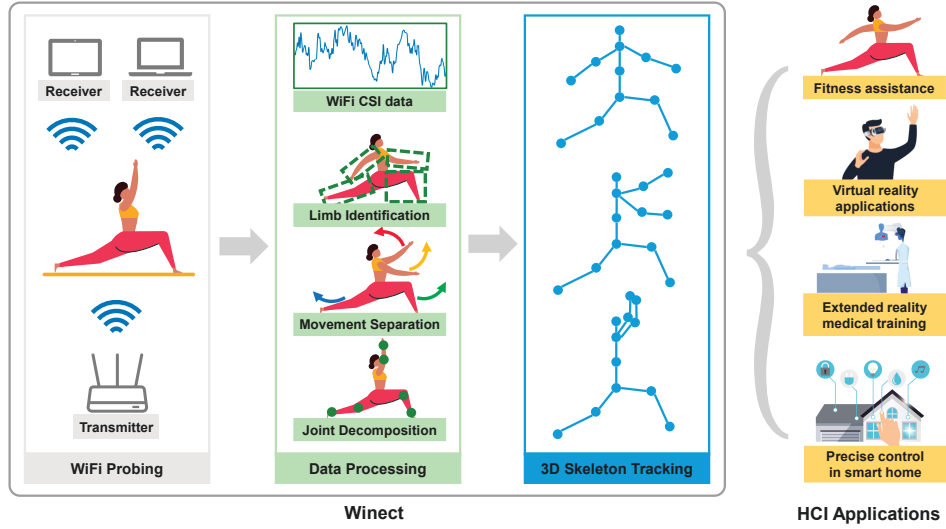 Receiver
Receiver
Transmitter
WiFi Probing
WiFi CSI data
Limb Identification
Movement Separation
Joint Decomposition
Data Processing
3D Skeleton Tracking
Winect
Fitness assistance
Virtual reality
applications
Extended reality
medical training
Precise control
in smart home
HCI Applications